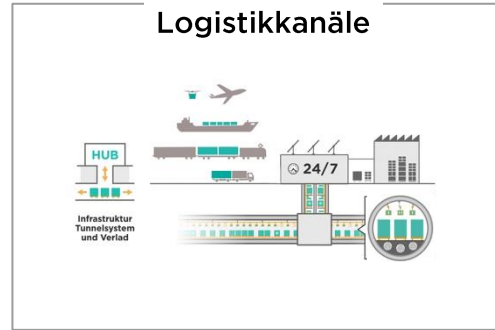 Logistikkanäle
HUB
24/7
Infrastruktur
Tunnelsystem
und Verlad